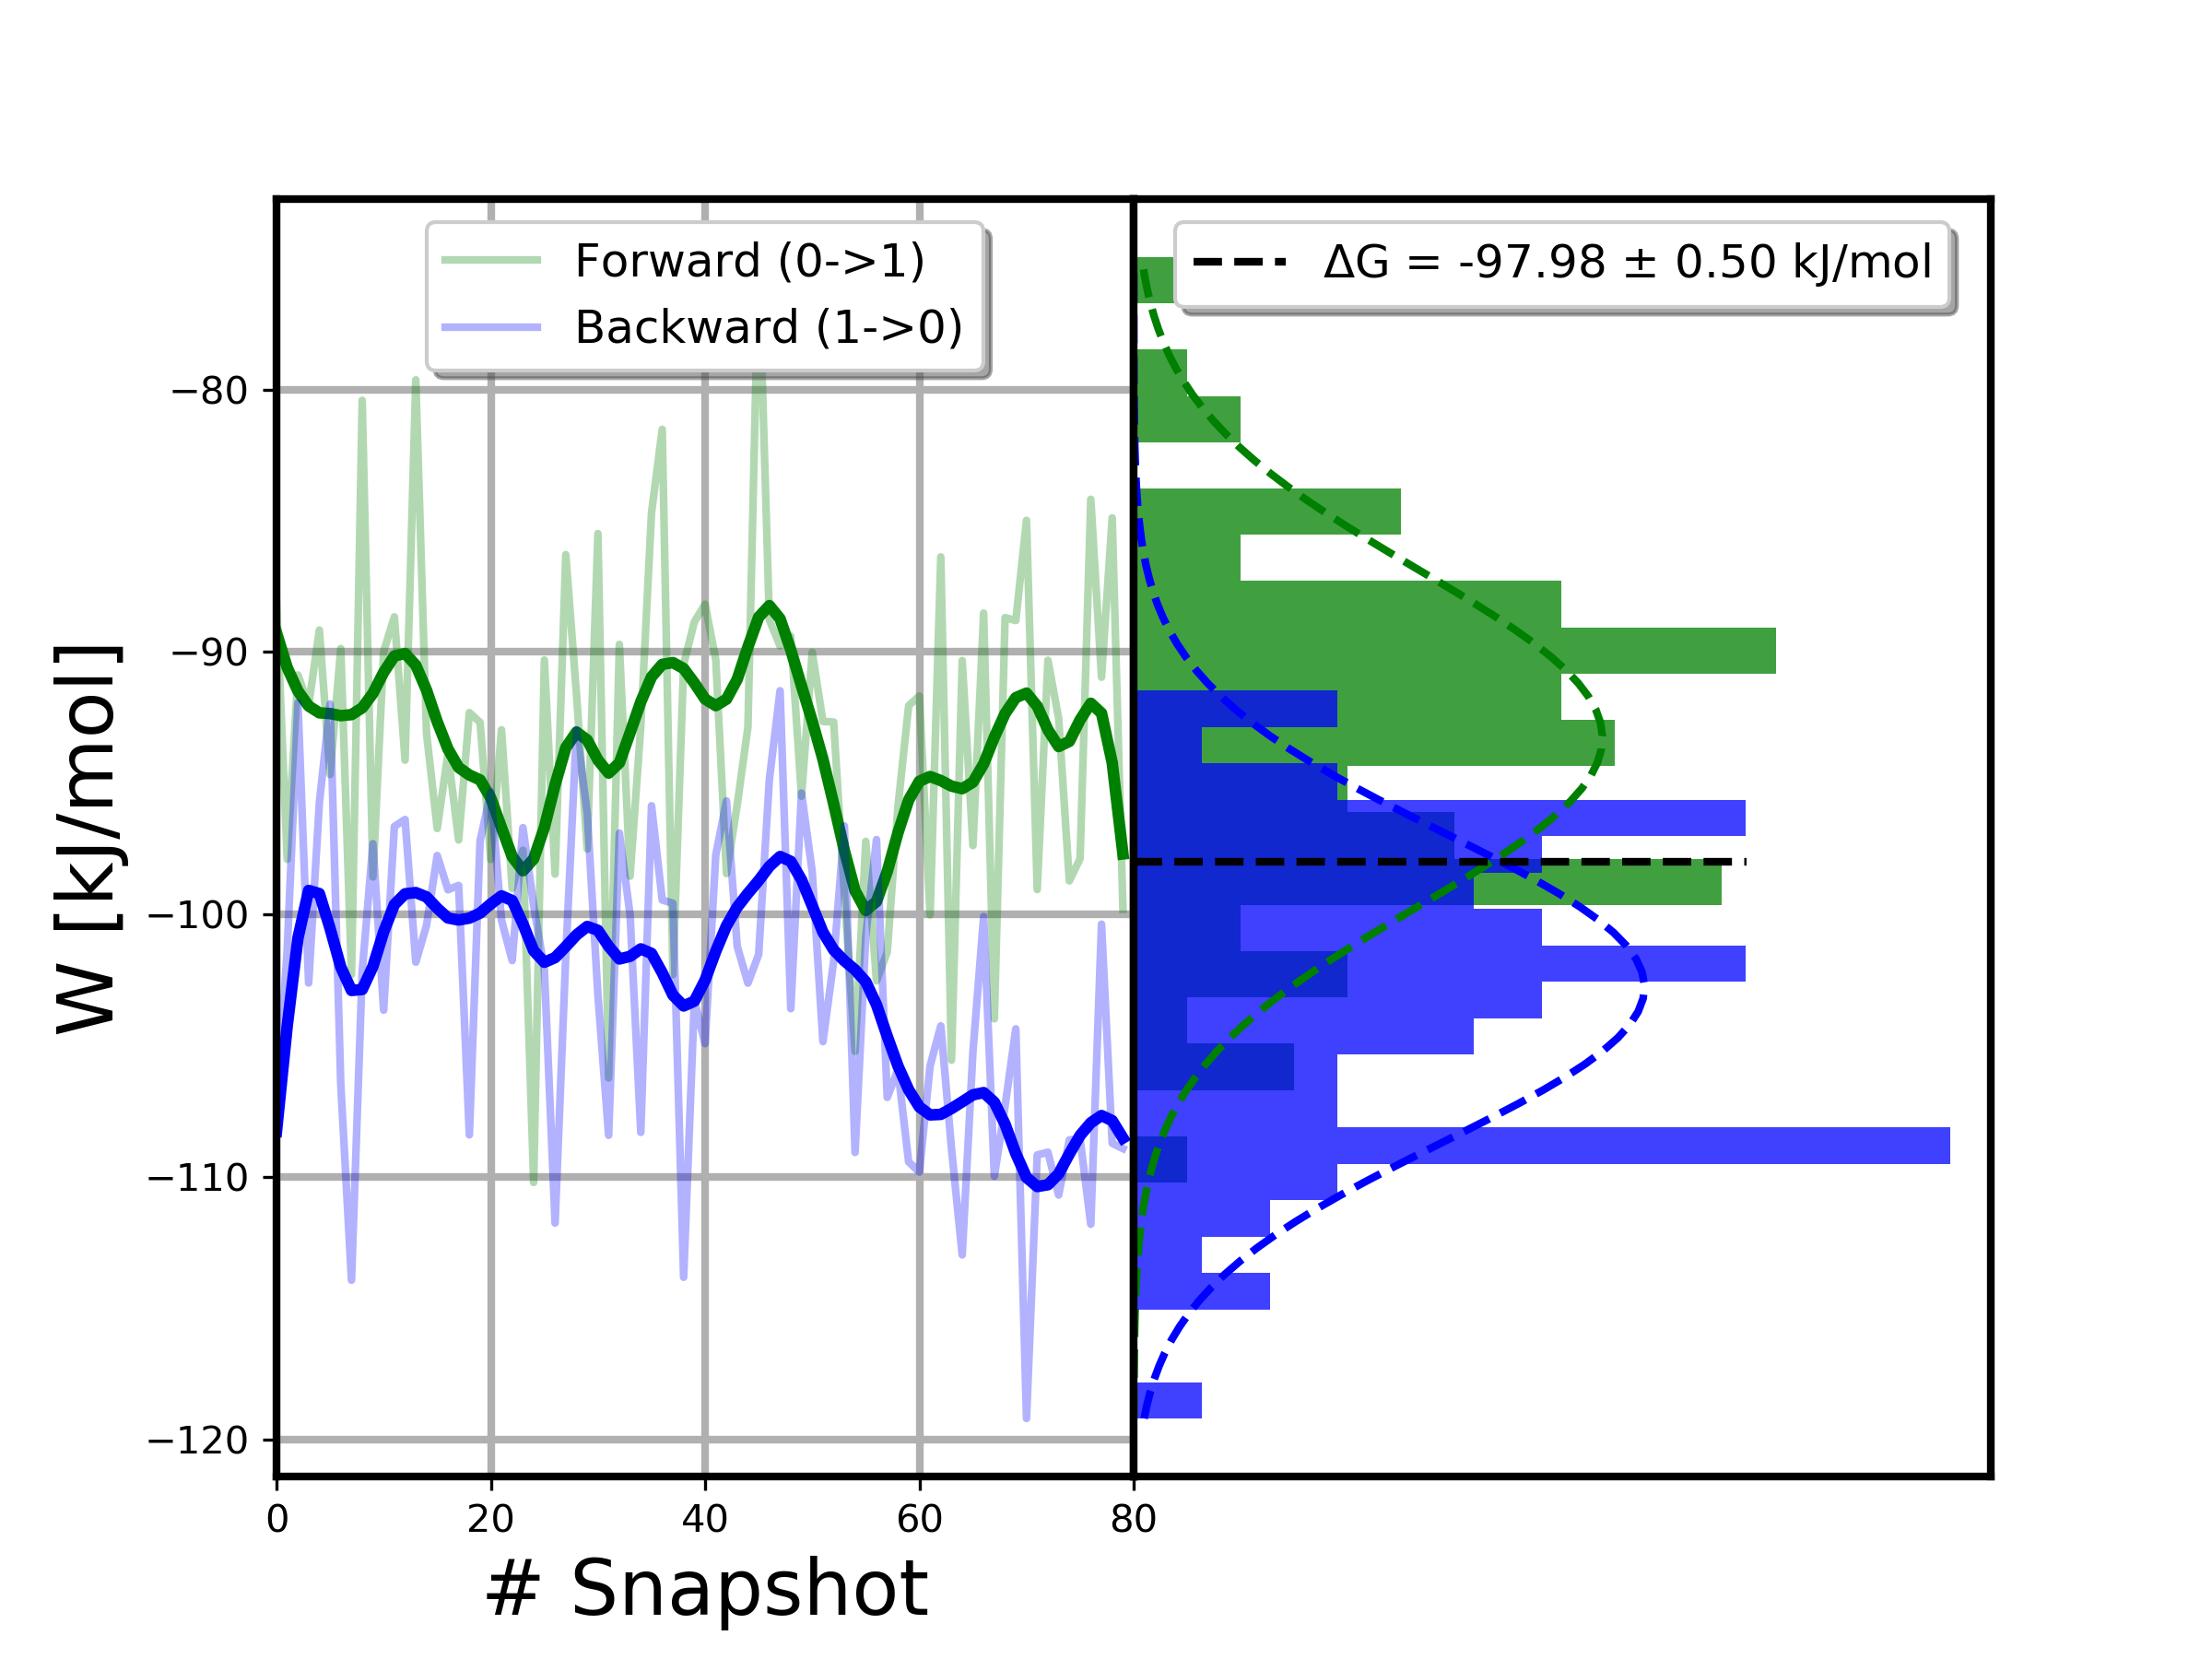 Forward (0->1)
Backward (1->0)
ΔG = -97.98 ± 0.50 kJ/mol
W [kJ/mol]
−80
−90
−100
−110
−120
0 20 40 60 80
# Snapshot